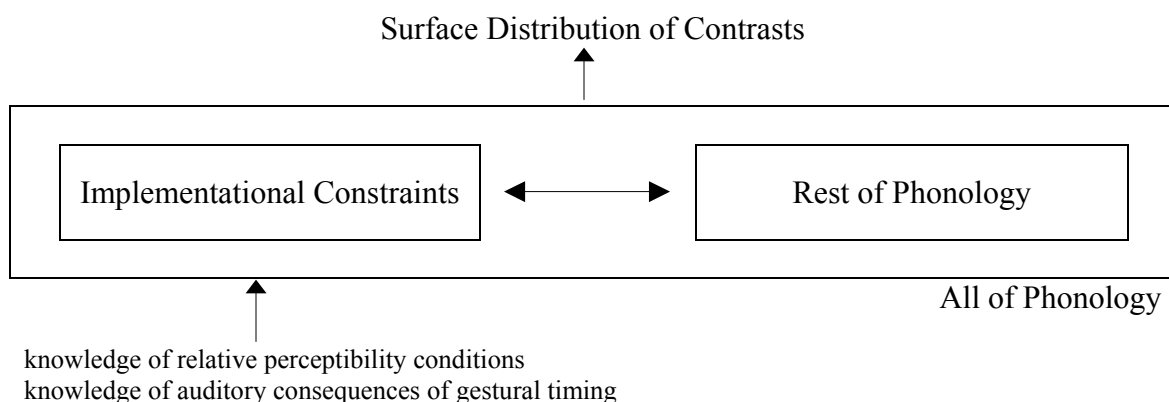 Surface Distribution of Contrasts
Implementational Constraints
Rest of Phonology
All of Phonology
knowledge of relative perceptibility conditions
knowledge of auditory consequences of gestural timing